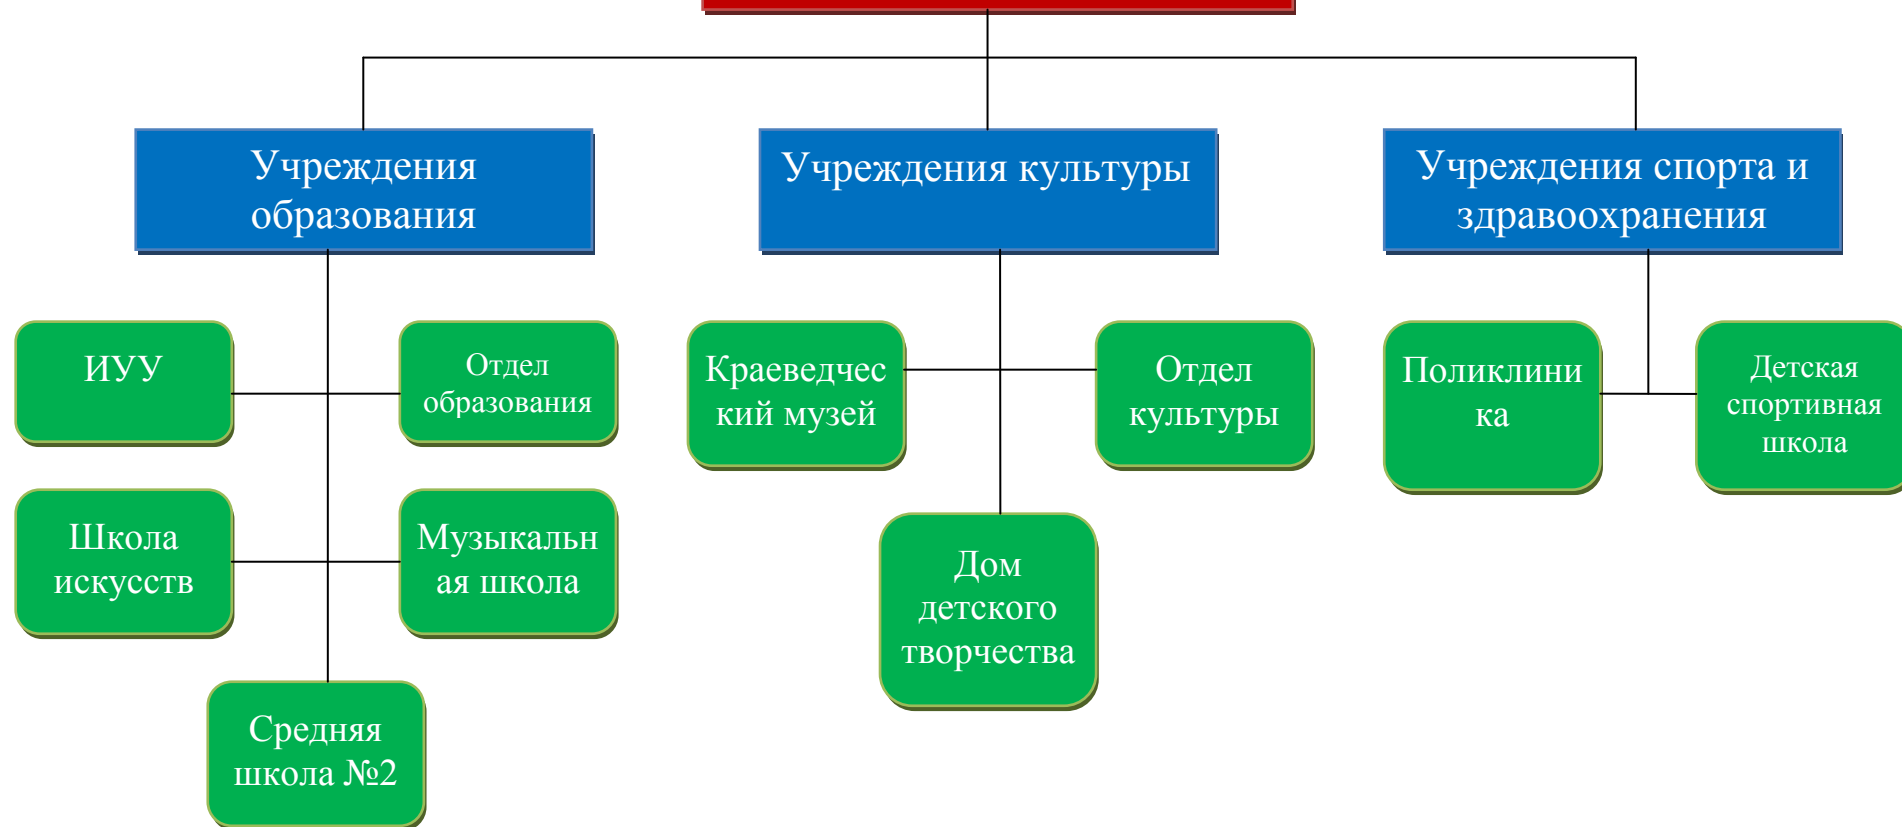 Учреждения
образования
Учреждения культуры
Учреждения спорта и
здравоохранения
ИУУ
Отдел
образования
Краеведчес
кий музей
Отдел
культуры
Поликлини
ка
Детская
спортивная
школа
Школа
искусств
Музыкальн
ая школа
Дом
детского
творчества
Средняя
школа №2